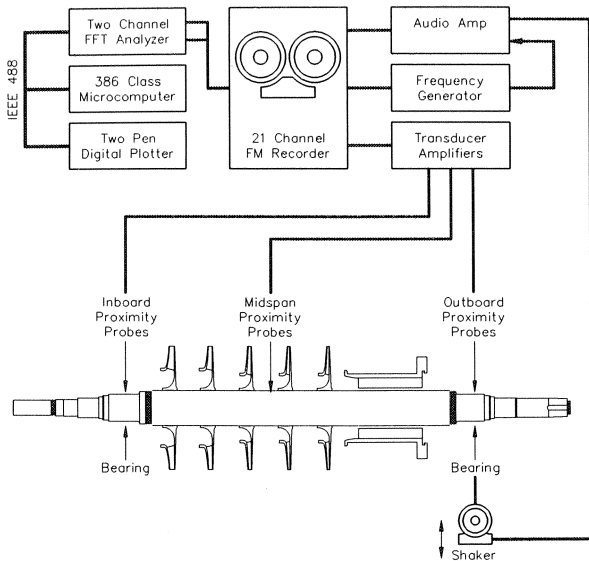 Two Channel
FFT Analyzer
386 Class
Microcomputer
Two Pen
Digital Plotter
IEEE 488
21 Channel
FM Recorder
Audio Amp
Frequency
Generator
Transducer
Amplifiers
Inboard
Proximity
Probes
Midspan
Proximity
Probes
Outboard
Proximity
Probes
Bearing
Bearing
Shaker